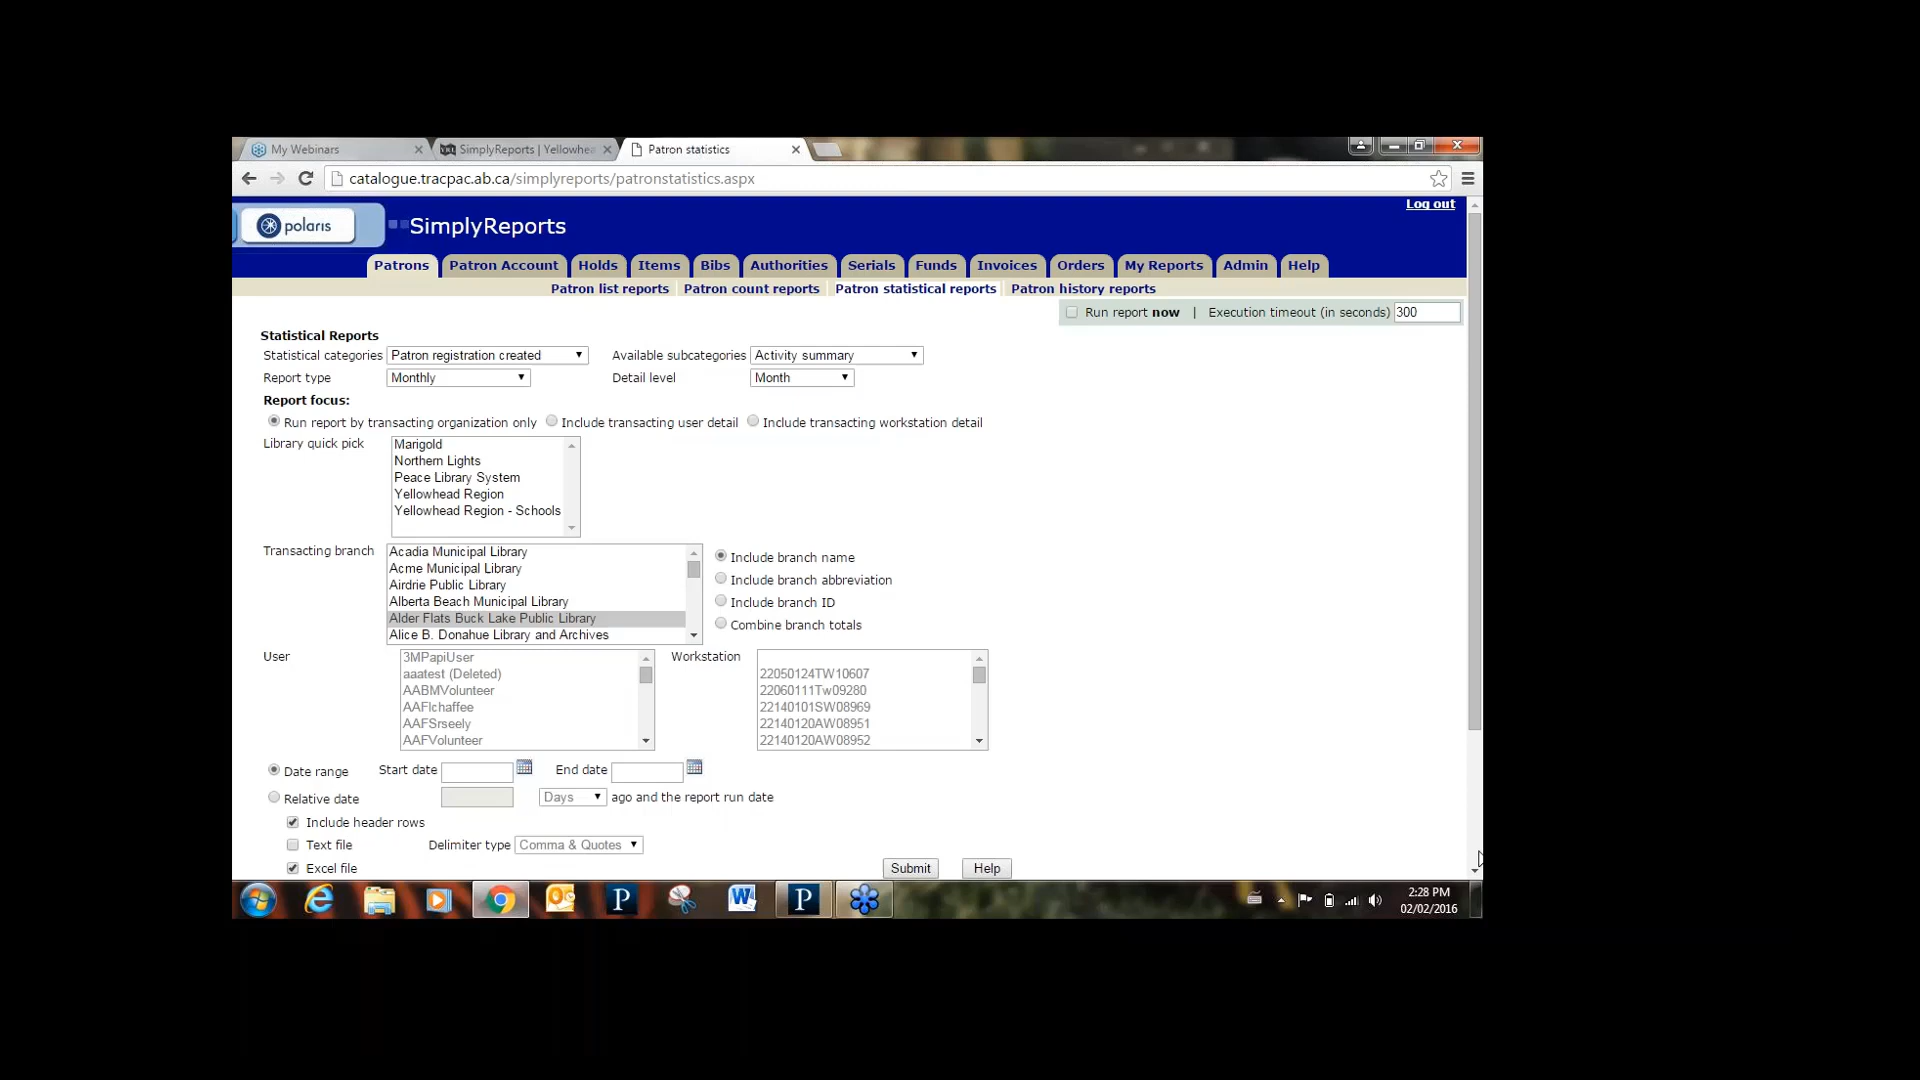 My Webinars
SimplyReports | Yellowhea
Patron statistics
catalogue.tracpac.ab.ca/simplyreports/patronstatistics.aspx
Log out
polaris
SimplyReports
Patrons Patron Account Holds Items Bibs Authorities Serials Funds Invoices Orders My Reports Admin Help
Patron list reports Patron count reports Patron statistical reports Patron history reports
Run report now | Execution timeout (in seconds) 300
Statistical Reports
Statistical categories Patron registration created Available subcategories Activity summary
Report type Monthly Detail level Month
Report focus:
Run report by transacting organization only Include transacting user detail Include transacting workstation detail
Library quick pick
Marigold
Northern Lights
Peace Library System
Yellowhead Region
Yellowhead Region - Schools
Transacting branch
Acadia Municipal Library
Acme Municipal Library
Airdrie Public Library
Alberta Beach Municipal Library
Alder Flats Buck Lake Public Library
Alice B. Donahue Library and Archives
Include branch name
Include branch abbreviation
Include branch ID
Combine branch totals
User
3MPapiUser
aaatest (Deleted)
AABMVolunteer
AAFlchaffee
AAFSrseely
AAFVolunteer
Workstation
22050124TW10607
22060111Tw09280
22140101SW08969
22140120AW08951
22140120AW08952
Date range Start date End date
Relative date Days ago and the report run date
Include header rows
Text file Delimiter type Comma & Quotes
Excel file
Submit Help
2:28 PM
02/02/2016